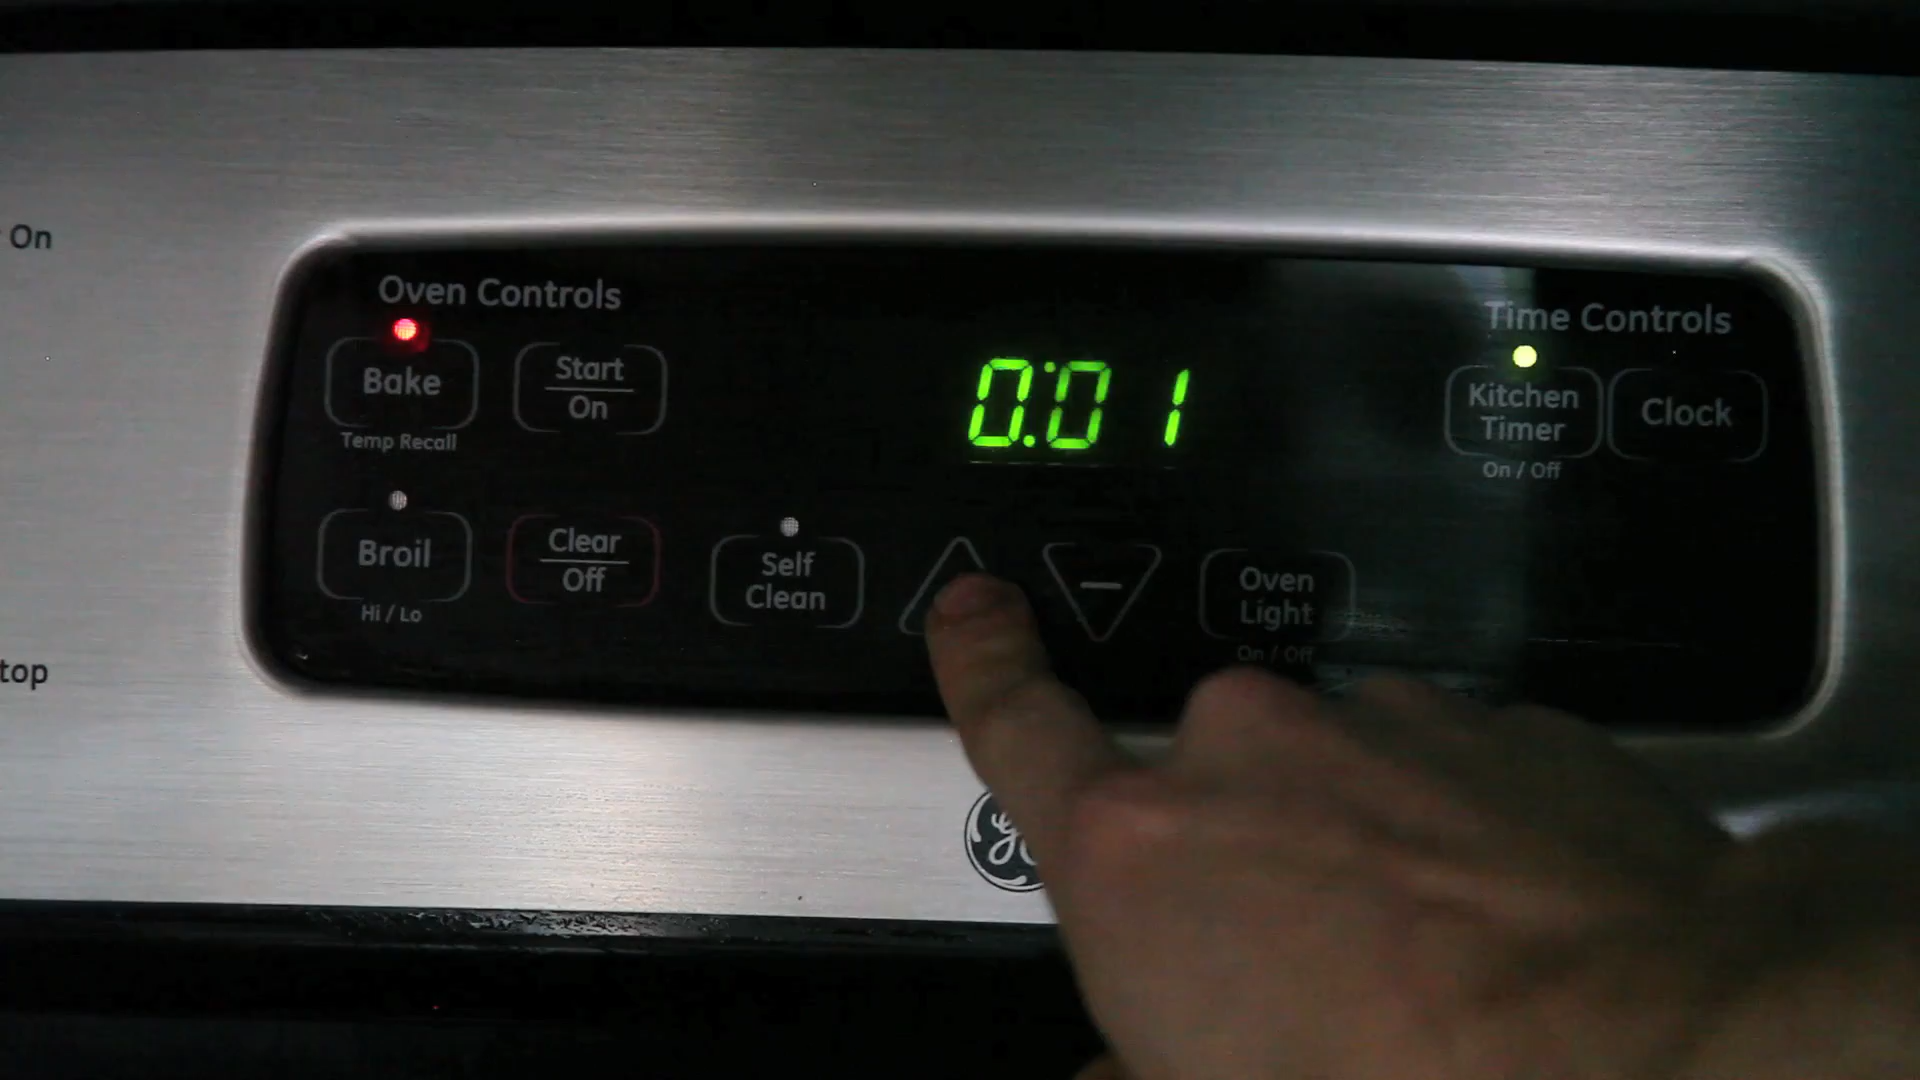 On
top
Oven Controls
Bake
Temp Recall
Start
On
Broil
Hi / Lo
Clear
Off
Self
Clean
0:01
Oven
Light
On / Off
Time Controls
Kitchen
Timer
On / Off
Clock